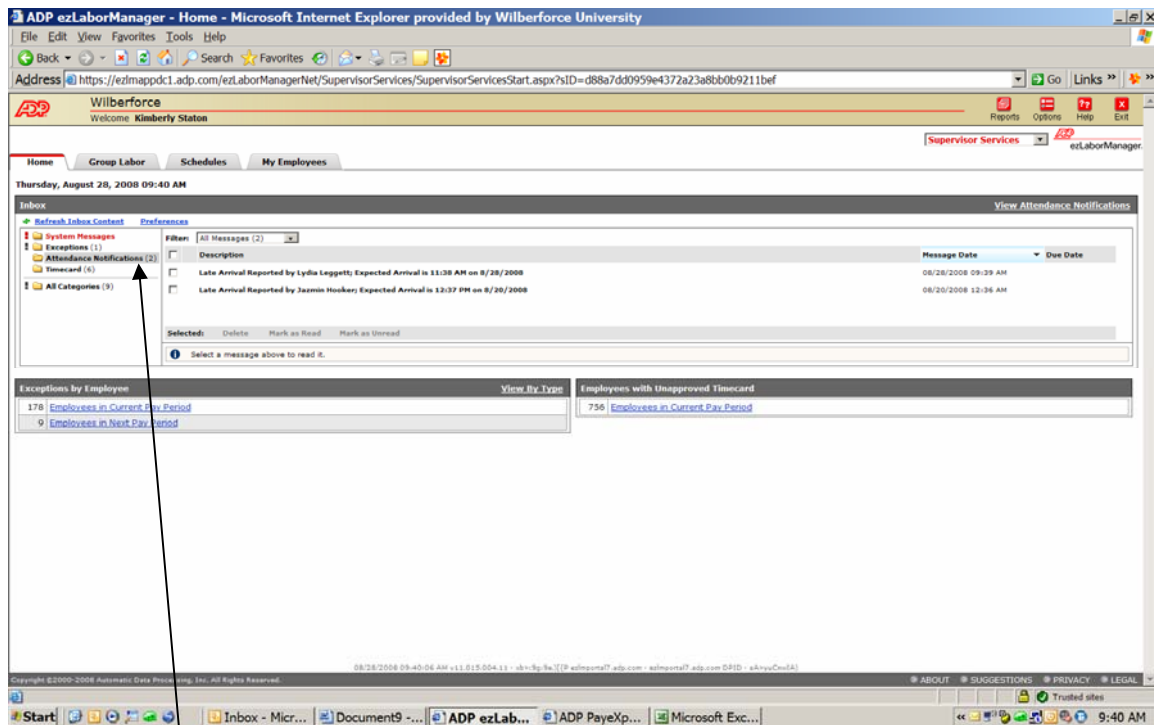 ADP ezLaborManager - Home - Microsoft Internet Explorer provided by Wilberforce University
File Edit View Favorites Tools Help
Back Search Favorites
Address https://ezlmappdc1.adp.com/ezLaborManagerNet/SupervisorServices/SupervisorServicesStart.aspx?sID=d88a7dd0959e4372a23a8bb0b9211bef Go Links »
ADP Wilberforce
Welcome Kimberly Staton
Reports Options Help Exit
Supervisor Services
ADP ezLaborManager.
Home Group Labor Schedules My Employees
Thursday, August 28, 2008 09:40 AM
Inbox View Attendance Notifications
Refresh Inbox Content Preferences
System Messages
Exceptions (1)
Attendance Notifications (2)
Timecard (6)
All Categories (9)
Filter: All Messages (2)
Description Message Date Due Date
Late Arrival Reported by Lydia Leggett; Expected Arrival is 11:38 AM on 8/28/2008 08/28/2008 09:39 AM
Late Arrival Reported by Jazmin Hooker; Expected Arrival is 12:37 PM on 8/20/2008 08/20/2008 12:36 AM
Selected: Delete Mark as Read Mark as Unread
Select a message above to read it.
Exceptions by Employee View By Type
178 Employees in Current Pay Period
9 Employees in Next Pay Period
Employees with Unapproved Timecard
756 Employees in Current Pay Period
Copyright ©2000-2008 Automatic Data Processing, Inc. All Rights Reserved.
ABOUT SUGGESTIONS PRIVACY LEGAL
Trusted sites
Start Inbox - Micr... Document9 -... ADP ezLab... ADP PayeXp... Microsoft Exc... 9:40 AM